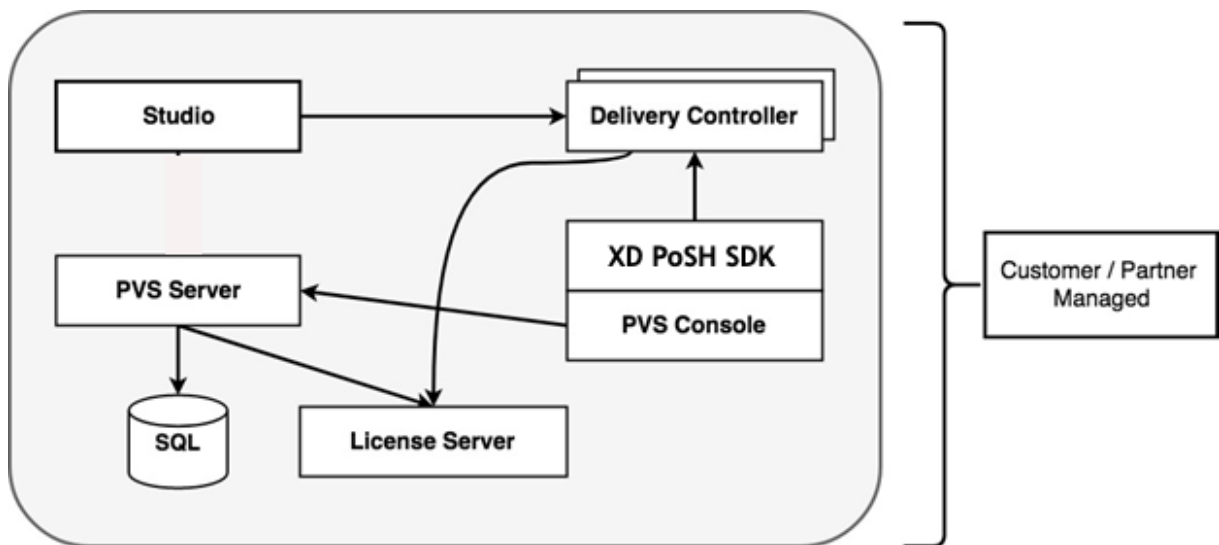 Studio
Delivery Controller
XD PoSH SDK
PVS Server
PVS Console
SQL
License Server
Customer / Partner
Managed